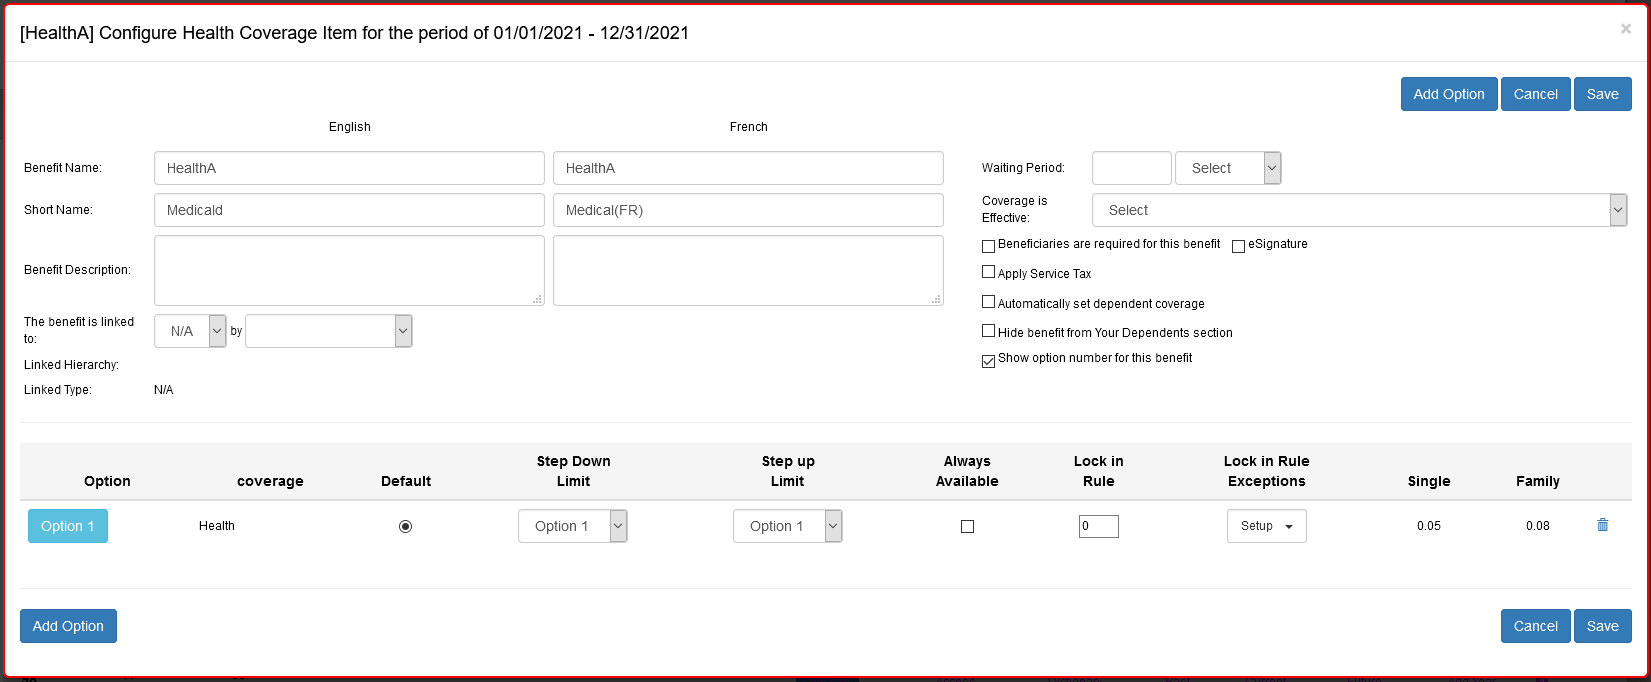 [HealthA] Configure Health Coverage Item for the period of 01/01/2021 - 12/31/2021
×
Add Option Cancel Save
English French
Benefit Name: HealthA HealthA Waiting Period: Select
Short Name: Medicald Medical(FR) Coverage is Effective: Select
Beneficiaries are required for this benefit eSignature
Benefit Description: Apply Service Tax
Automatically set dependent coverage
The benefit is linked to: N/A by Hide benefit from Your Dependents section
Linked Hierarchy: Show option number for this benefit
Linked Type: N/A
Option coverage Default Step Down Limit Step up Limit Always Available Lock in Rule Lock in Rule Exceptions Single Family
Option 1 Health Option 1 Option 1 0 Setup 0.05 0.08
Add Option Cancel Save